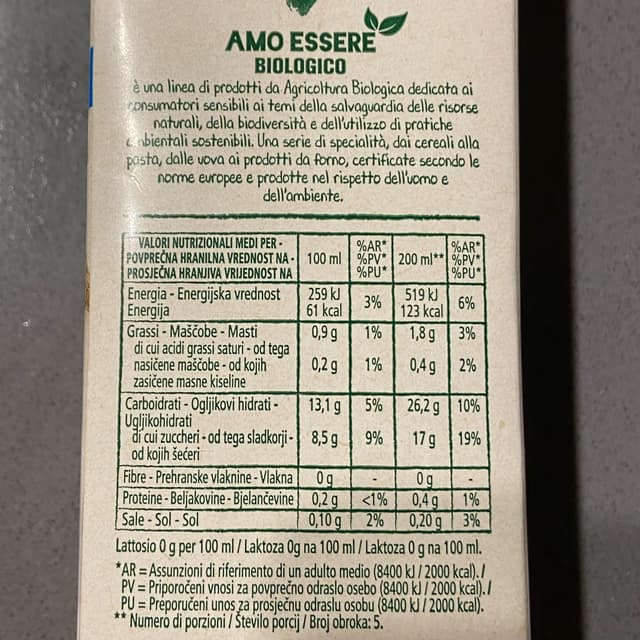 AMO ESSERE
BIOLOGICO
è una linea di prodotti da Agricoltura Biologica dedicata ai
consumatori sensibili ai temi della salvaguardia delle risorse
naturali, della biodiversità e dell'utilizzo di pratiche
ambientali sostenibili. Una serie di specialità, dai cereali alla
pasta, dalle uova ai prodotti da forno, certificate secondo le
norme europee e prodotte nel rispetto dell'uomo e
dell'ambiente.
VALORI NUTRIZIONALI MEDI PER -
POVPREČNA HRANILNA VREDNOST NA -
PROSJEČNA HRANJIVA VRIJEDNOST NA
100 ml
%AR*
%PV*
%PU*
200 ml**
%AR*
%PV*
%PU*
Energia - Energijska vrednost
Energija
259 kJ
61 kcal
3%
519 kJ
123 kcal
6%
Grassi - Maščobe - Masti 0,9 g 1% 1,8 g 3%
di cui acidi grassi saturi - od tega
nasičene maščobe - od kojih 0,2 g 1% 0,4 g 2%
zasičene masne kiseline
Carboidrati - Ogljikovi hidrati - 13,1 g 5% 26,2 g 10%
Ugljikohidrati
di cui zuccheri - od tega sladkorji - 8,5 g 9% 17 g 19%
od kojih šećeri
Fibre - Prehranske vlaknine - Vlakna 0 g - 0 g -
Proteine - Beljakovine - Bjelančevine 0,2 g <1% 0,4 g 1%
Sale - Sol - Sol 0,10 g 2% 0,20 g 3%
Lattosio 0 g per 100 ml / Laktoza 0g na 100 ml / Laktoza 0 g na 100 ml.
*AR = Assunzioni di riferimento di un adulto medio (8400 kJ / 2000 kcal). /
PV = Priporočeni vnosi za povprečno odraslo osebo (8400 kJ / 2000 kcal). /
PU = Preporučeni unos za prosječnu odraslu osobu (8400 kJ / 2000 kcal).
** Numero di porzioni / Število porcij / Broj obroka: 5.